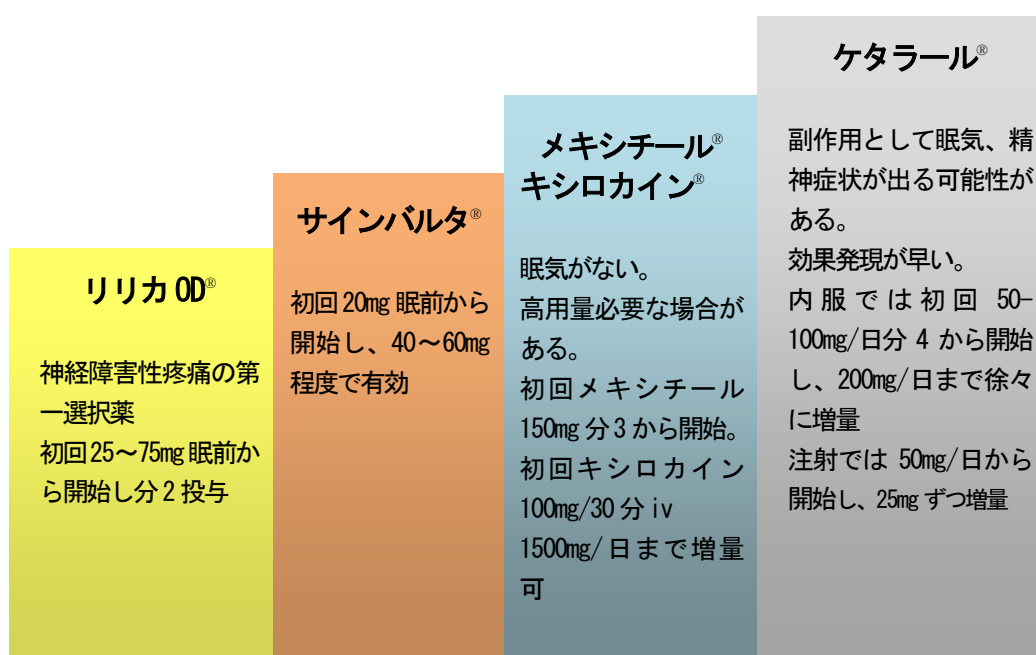 リリカOD®
神経障害性疼痛の第
一選択薬
初回25～75mg眠前か
ら開始し分2投与
サインバルタ®
初回20mg眠前から
開始し、40～60mg
程度で有効
メキシチール®
キシロカイン®
眠気がない。
高用量必要な場合が
ある。
初回メキシチール
150mg分3から開始。
初回キシロカイン
100mg/30分iv
1500mg/日まで増量
可
ケタラール®
副作用として眠気、精
神症状が出る可能性が
ある。
効果発現が早い。
内服では初回 50-
100mg/日分 4 から開始
し、200mg/日まで徐々
に増量
注射では 50mg/日から
開始し、25mg ずつ増量